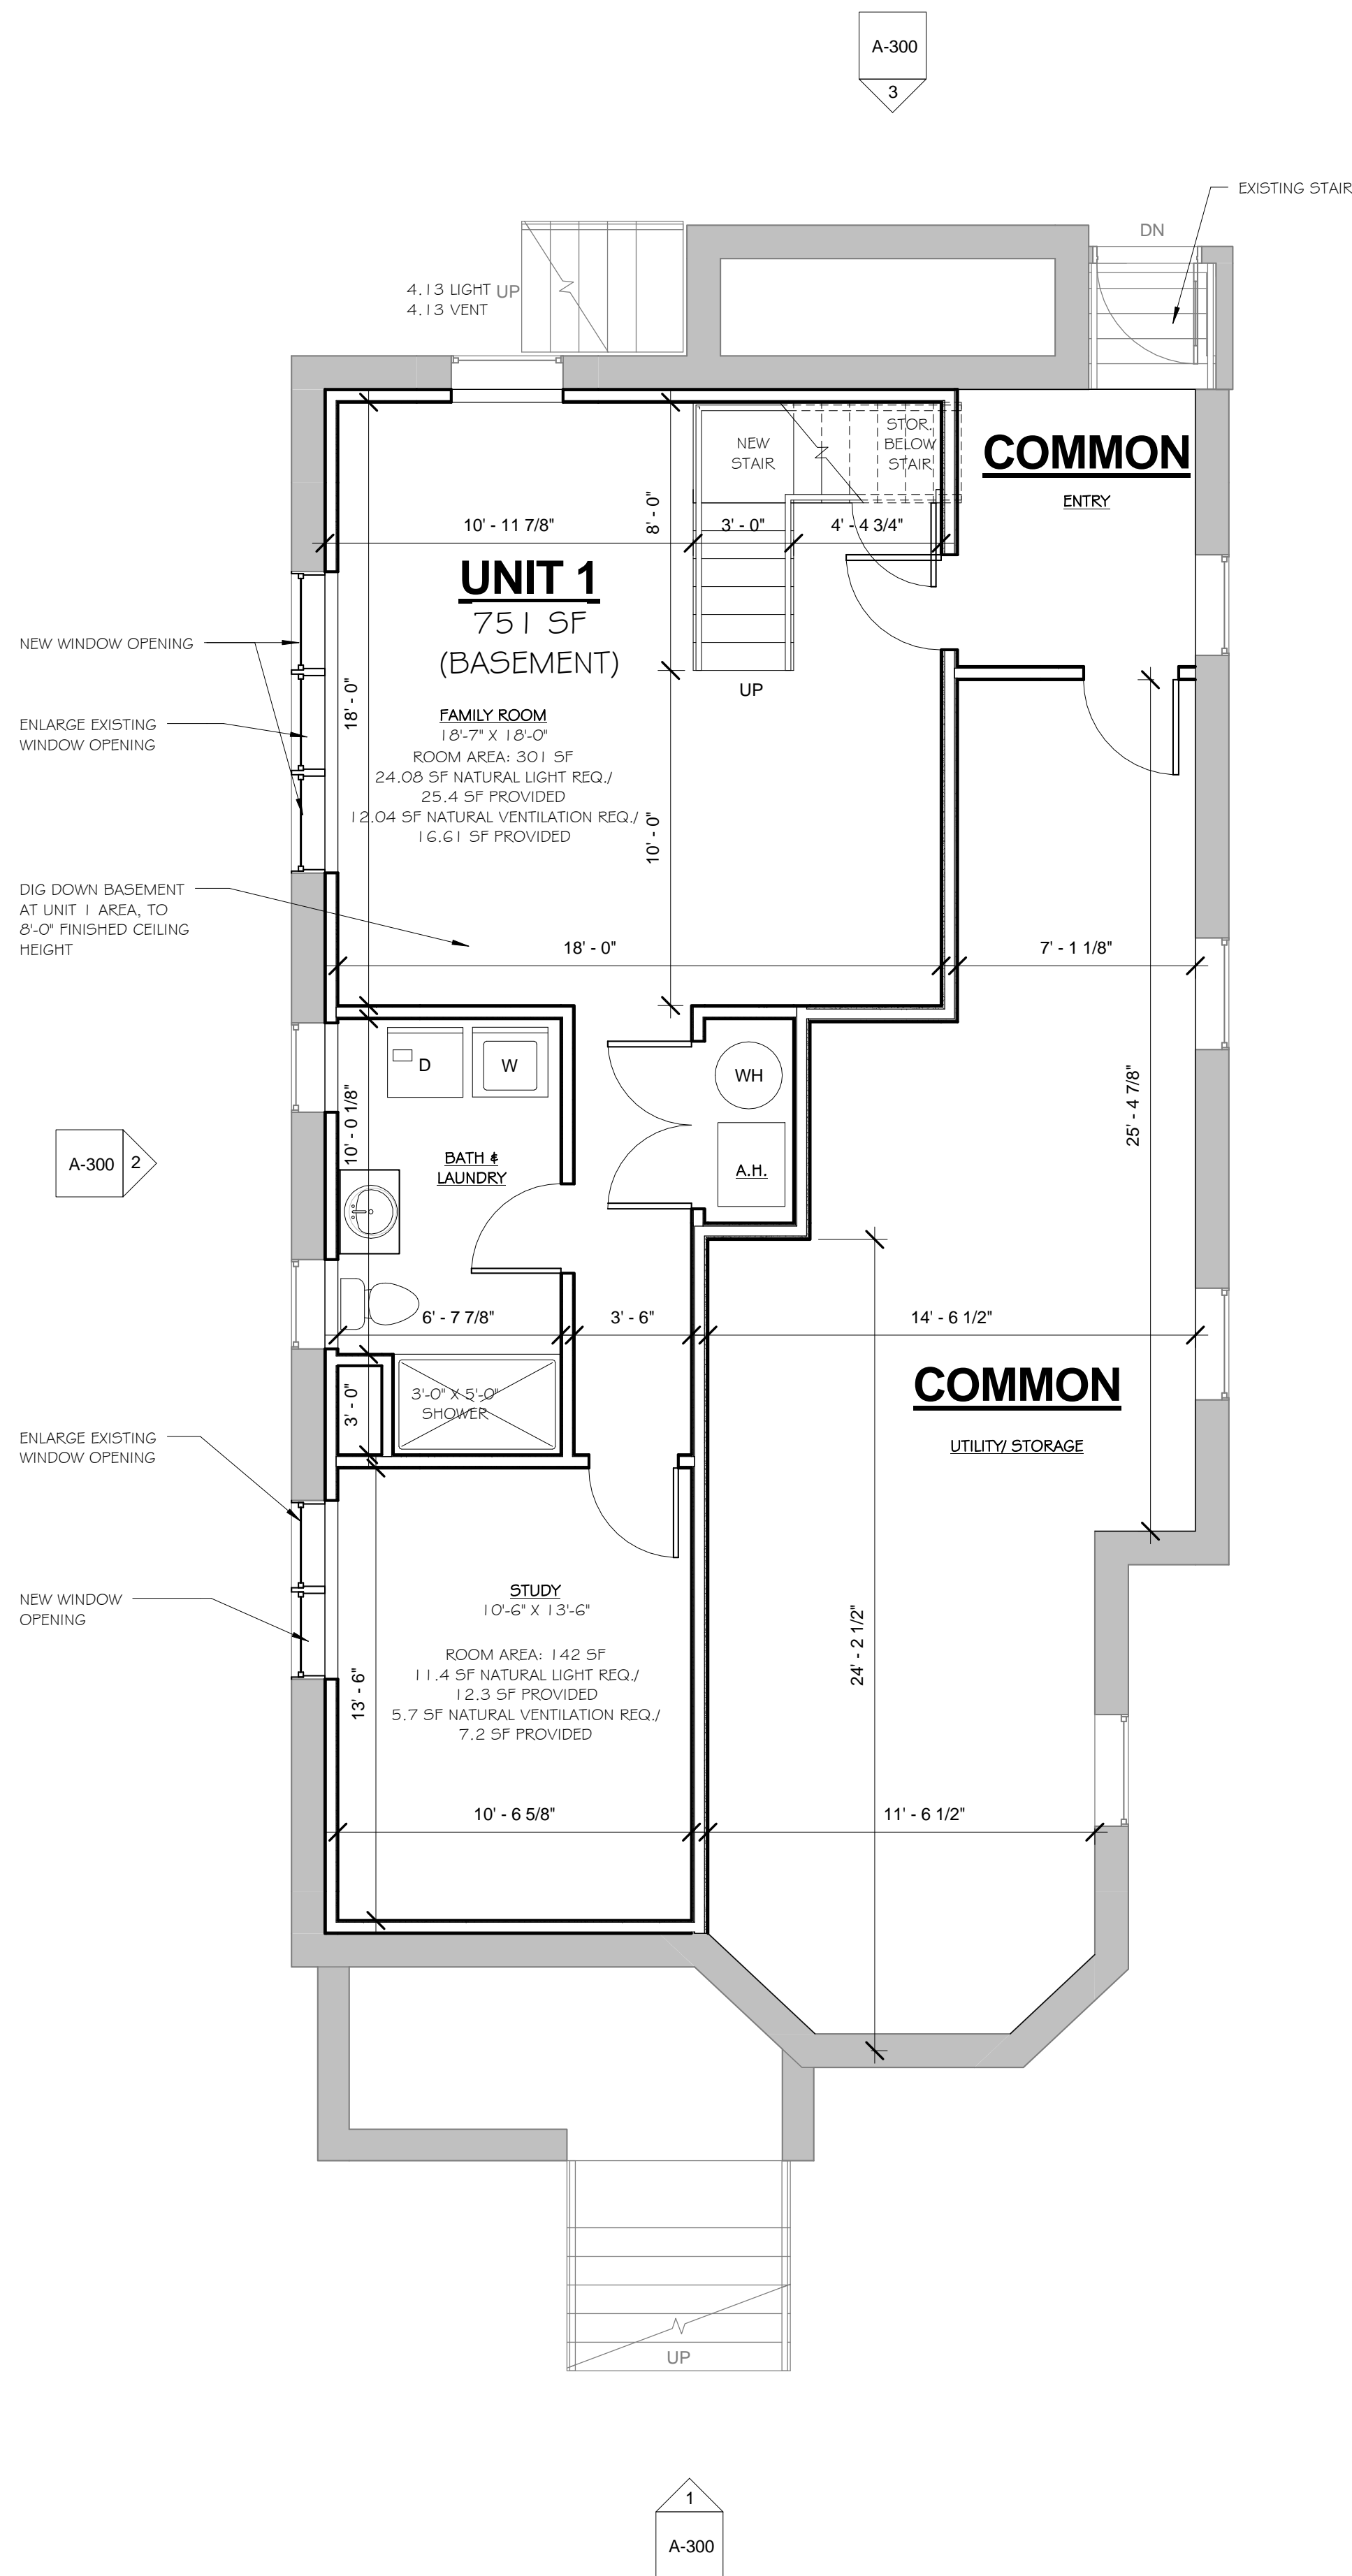 A-300
3
EXISTING STAIR
DN
4.13 LIGHT
4.13 VENT
UP
NEW
STAIR
STOR.
BELOW
STAIR
COMMON
ENTRY
8' - 0"
10' - 11 7/8"
3' - 0"
4' - 4 3/4"
UNIT 1
751 SF
(BASEMENT)
UP
NEW WINDOW OPENING
18' - 0"
ENLARGE EXISTING
WINDOW OPENING
FAMILY ROOM
18'-7" X 18'-0"
ROOM AREA: 301 SF
24.08 SF NATURAL LIGHT REQ./
25.4 SF PROVIDED
12.04 SF NATURAL VENTILATION REQ./
16.61 SF PROVIDED
10' - 0"
DIG DOWN BASEMENT
AT UNIT 1 AREA, TO
8'-0" FINISHED CEILING
HEIGHT
18' - 0"
7' - 1 1/8"
D
W
WH
10' - 0 1/8"
25' - 4 7/8"
A-300
2
BATH &
LAUNDRY
A.H.
6' - 7 7/8"
3' - 6"
14' - 6 1/2"
3' - 0"
3'-0" X 5'-0"
SHOWER
COMMON
UTILITY/ STORAGE
ENLARGE EXISTING
WINDOW OPENING
NEW WINDOW
OPENING
STUDY
10'-6" X 13'-6"
ROOM AREA: 142 SF
11.4 SF NATURAL LIGHT REQ./
12.3 SF PROVIDED
5.7 SF NATURAL VENTILATION REQ./
7.2 SF PROVIDED
13' - 6"
24' - 2 1/2"
10' - 6 5/8"
11' - 6 1/2"
UP
1
A-300